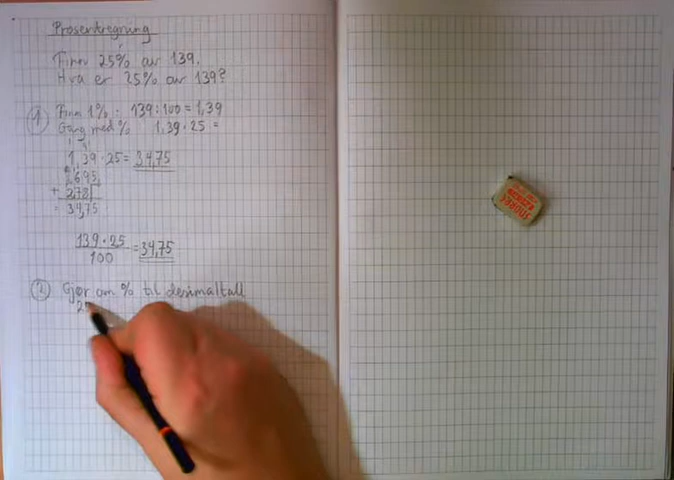 Prosentregning
Finn 25% av 139.
Hva er 25% av 139?
1 Finn 1% - 139:100 = 1,39
Gang med % 1,39 · 25 =
1,39 · 25 = 34,75
695
+ 278
= 34,75
139 · 25
100
= 34,75
2 Gjør om % til desimaltall
2